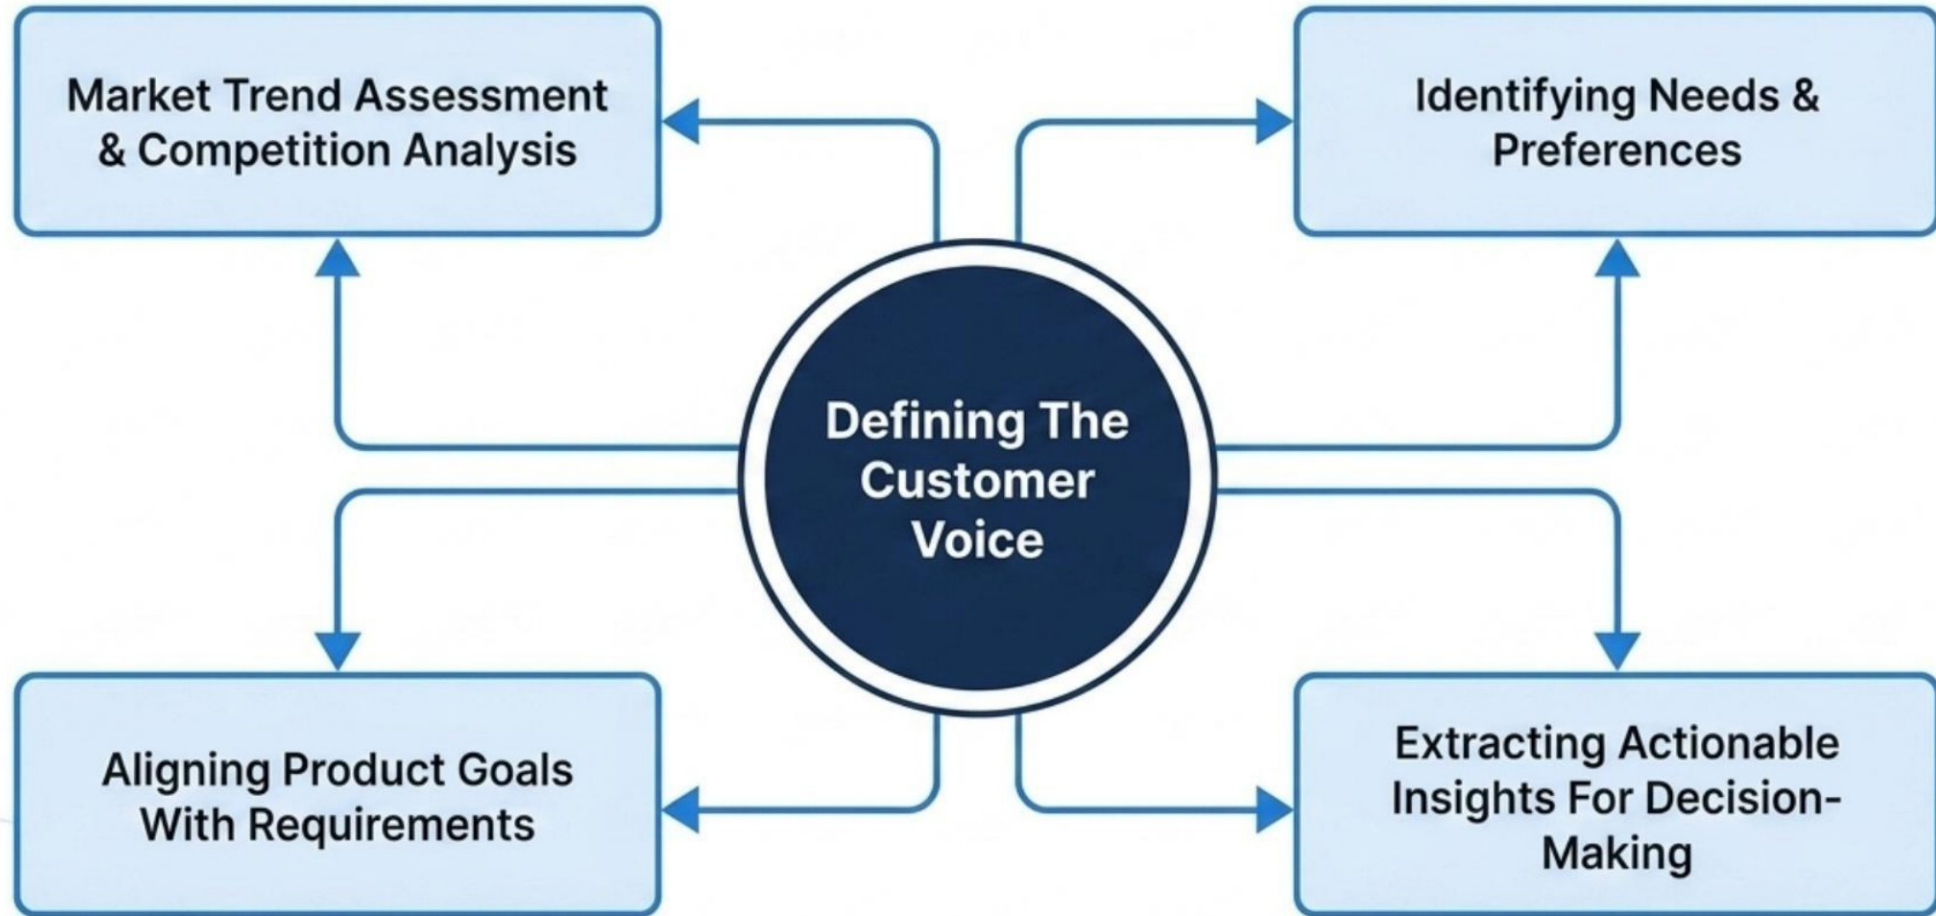 Market Trend Assessment
& Competition Analysis
Identifying Needs &
Preferences
Defining The
Customer
Voice
Aligning Product Goals
With Requirements
Extracting Actionable
Insights For Decision-
Making